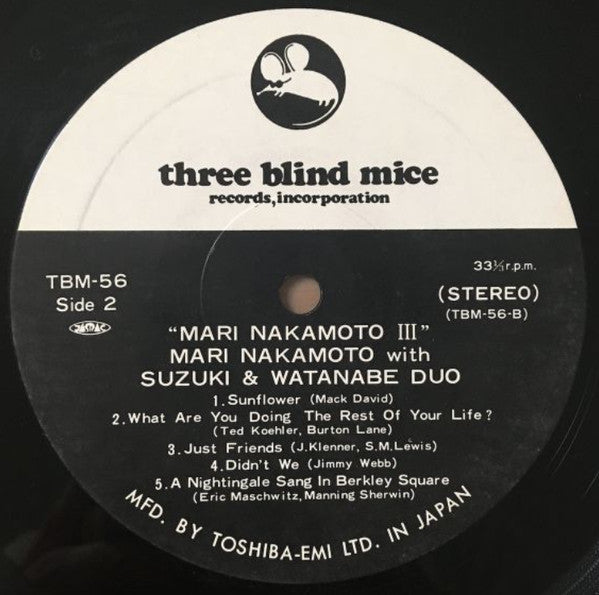 three blind mice
records,incorporation
TBM-56
Side 2
JASRAC
33⅓r.p.m.
(STEREO)
(TBM-56-B)
"MARI NAKAMOTO III"
MARI NAKAMOTO with
SUZUKI & WATANABE DUO
1.Sunflower (Mack David)
2.What Are You Doing The Rest Of Your Life?
(Ted Koehler, Burton Lane)
3.Just Friends (J.Klenner, S.M.Lewis)
4.Didn't We (Jimmy Webb)
5.A Nightingale Sang In Berkley Square
(Eric Maschwitz, Manning Sherwin)
MFD. BY TOSHIBA-EMI LTD. IN JAPAN